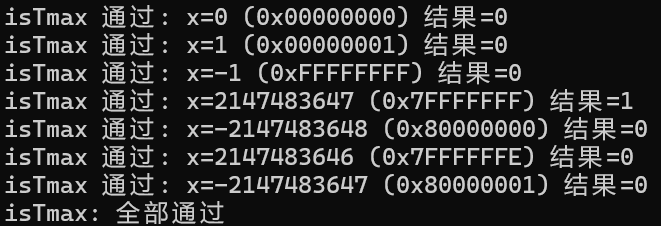 isTmax 通过: x=0 (0x00000000) 结果=0
isTmax 通过: x=1 (0x00000001) 结果=0
isTmax 通过: x=-1 (0xFFFFFFFF) 结果=0
isTmax 通过: x=2147483647 (0x7FFFFFFF) 结果=1
isTmax 通过: x=-2147483648 (0x80000000) 结果=0
isTmax 通过: x=2147483646 (0x7FFFFFFE) 结果=0
isTmax 通过: x=-2147483647 (0x80000001) 结果=0
isTmax: 全部通过